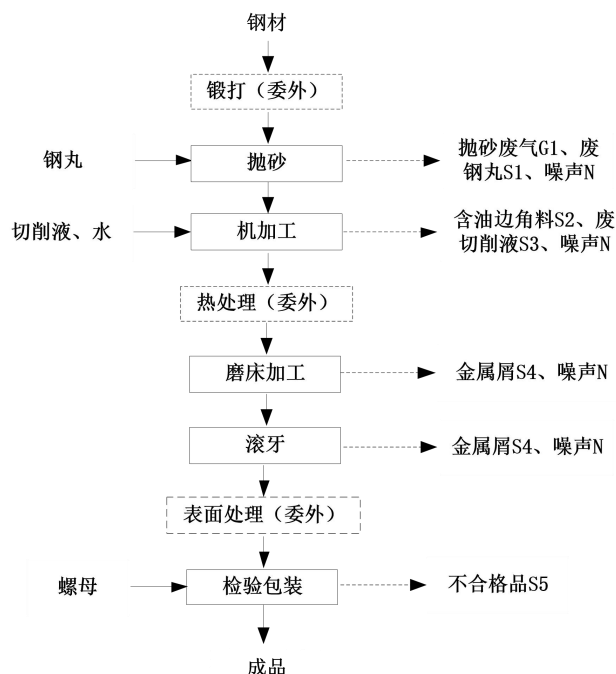 钢材
锻打（委外）
钢丸
抛砂
抛砂废气G1、废
钢丸S1、噪声N
切削液、水
机加工
含油边角料S2、废
切削液S3、噪声N
热处理（委外）
磨床加工
金属屑S4、噪声N
滚牙
金属屑S4、噪声N
表面处理（委外）
螺母
检验包装
不合格品S5
成品